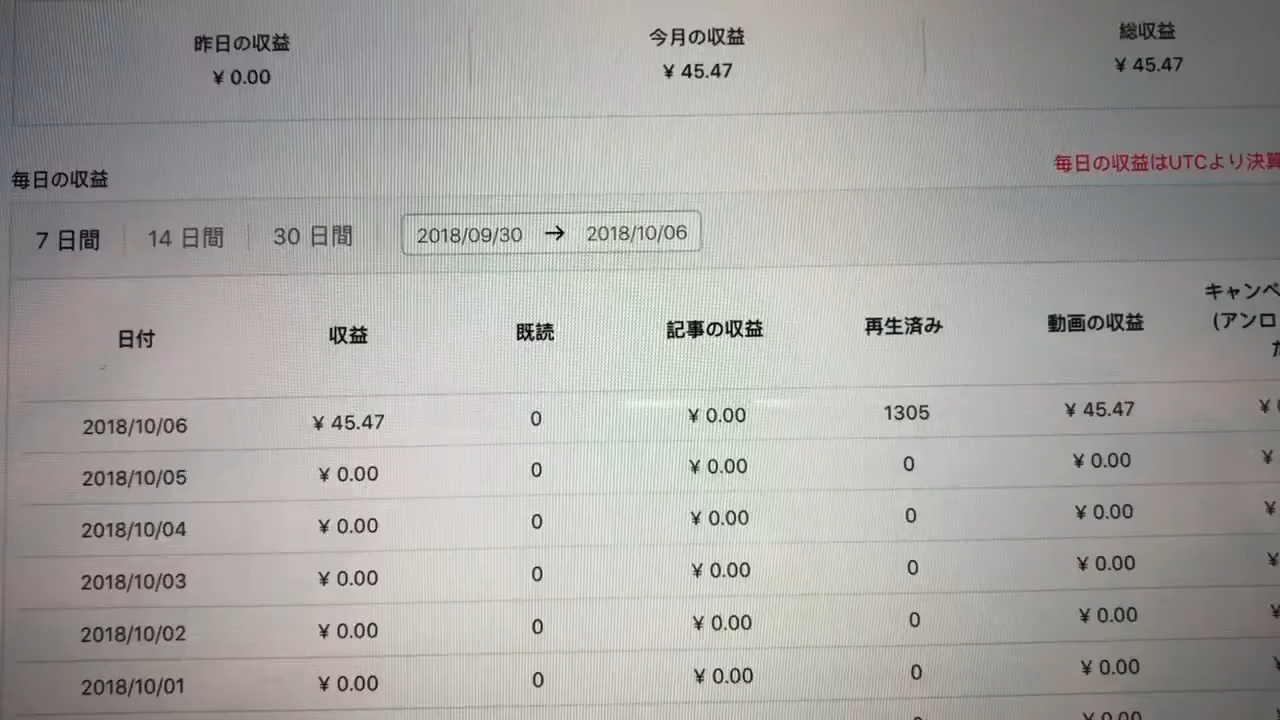 昨日の収益 今月の収益 総収益
¥ 0.00 ¥ 45.47 ¥ 45.47
毎日の収益 毎日の収益はUTCより決算
7 日間 14 日間 30 日間 2018/09/30 → 2018/10/06
日付 収益 既読 記事の収益 再生済み 動画の収益 キャンペ
(アンロ
2018/10/06 ¥ 45.47 0 ¥ 0.00 1305 ¥ 45.47 ¥
2018/10/05 ¥ 0.00 0 ¥ 0.00 0 ¥ 0.00 ¥
2018/10/04 ¥ 0.00 0 ¥ 0.00 0 ¥ 0.00 ¥
2018/10/03 ¥ 0.00 0 ¥ 0.00 0 ¥ 0.00 ¥
2018/10/02 ¥ 0.00 0 ¥ 0.00 0 ¥ 0.00 ¥
2018/10/01 ¥ 0.00 0 ¥ 0.00 0 ¥ 0.00